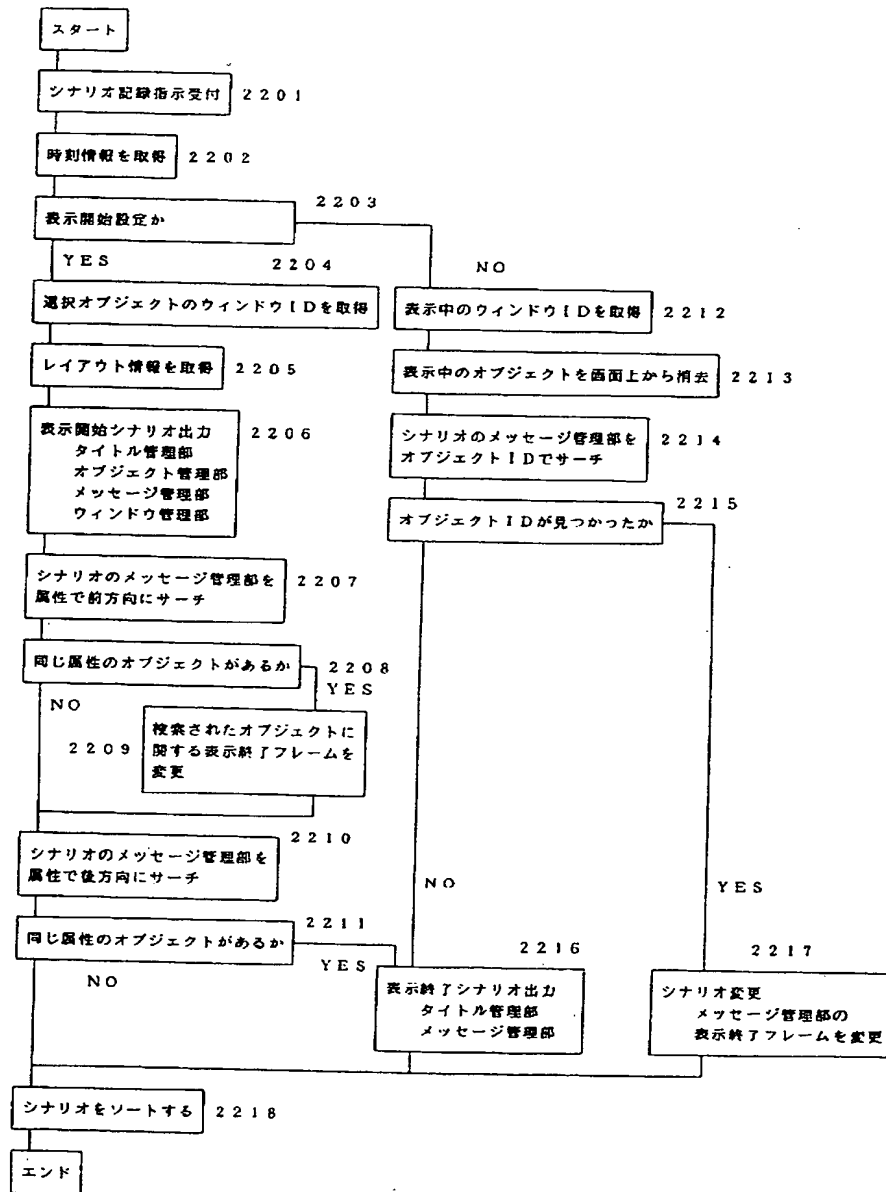 スタート
シナリオ記録指示受付 2201
時刻情報を取得 2202
表示開始設定か 2203
YES
NO
選択オブジェクトのウィンドウIDを取得 2204
レイアウト情報を取得 2205
表示開始シナリオ出力 2206
タイトル管理部
オブジェクト管理部
メッセージ管理部
ウィンドウ管理部
シナリオのメッセージ管理部を 2207
属性で前方向にサーチ
同じ属性のオブジェクトがあるか 2208
NO
YES
2209 検索されたオブジェクトに
関する表示終了フレームを
変更
2210
シナリオのメッセージ管理部を
属性で後方向にサーチ
同じ属性のオブジェクトがあるか 2211
NO
YES
表示中のウィンドウIDを取得 2212
表示中のオブジェクトを画面上から消去 2213
シナリオのメッセージ管理部を 2214
オブジェクトIDでサーチ
オブジェクトIDが見つかったか 2215
NO
YES
2216
表示終了シナリオ出力
タイトル管理部
メッセージ管理部
2217
シナリオ変更
メッセージ管理部の
表示終了フレームを変更
シナリオをソートする 2218
エンド